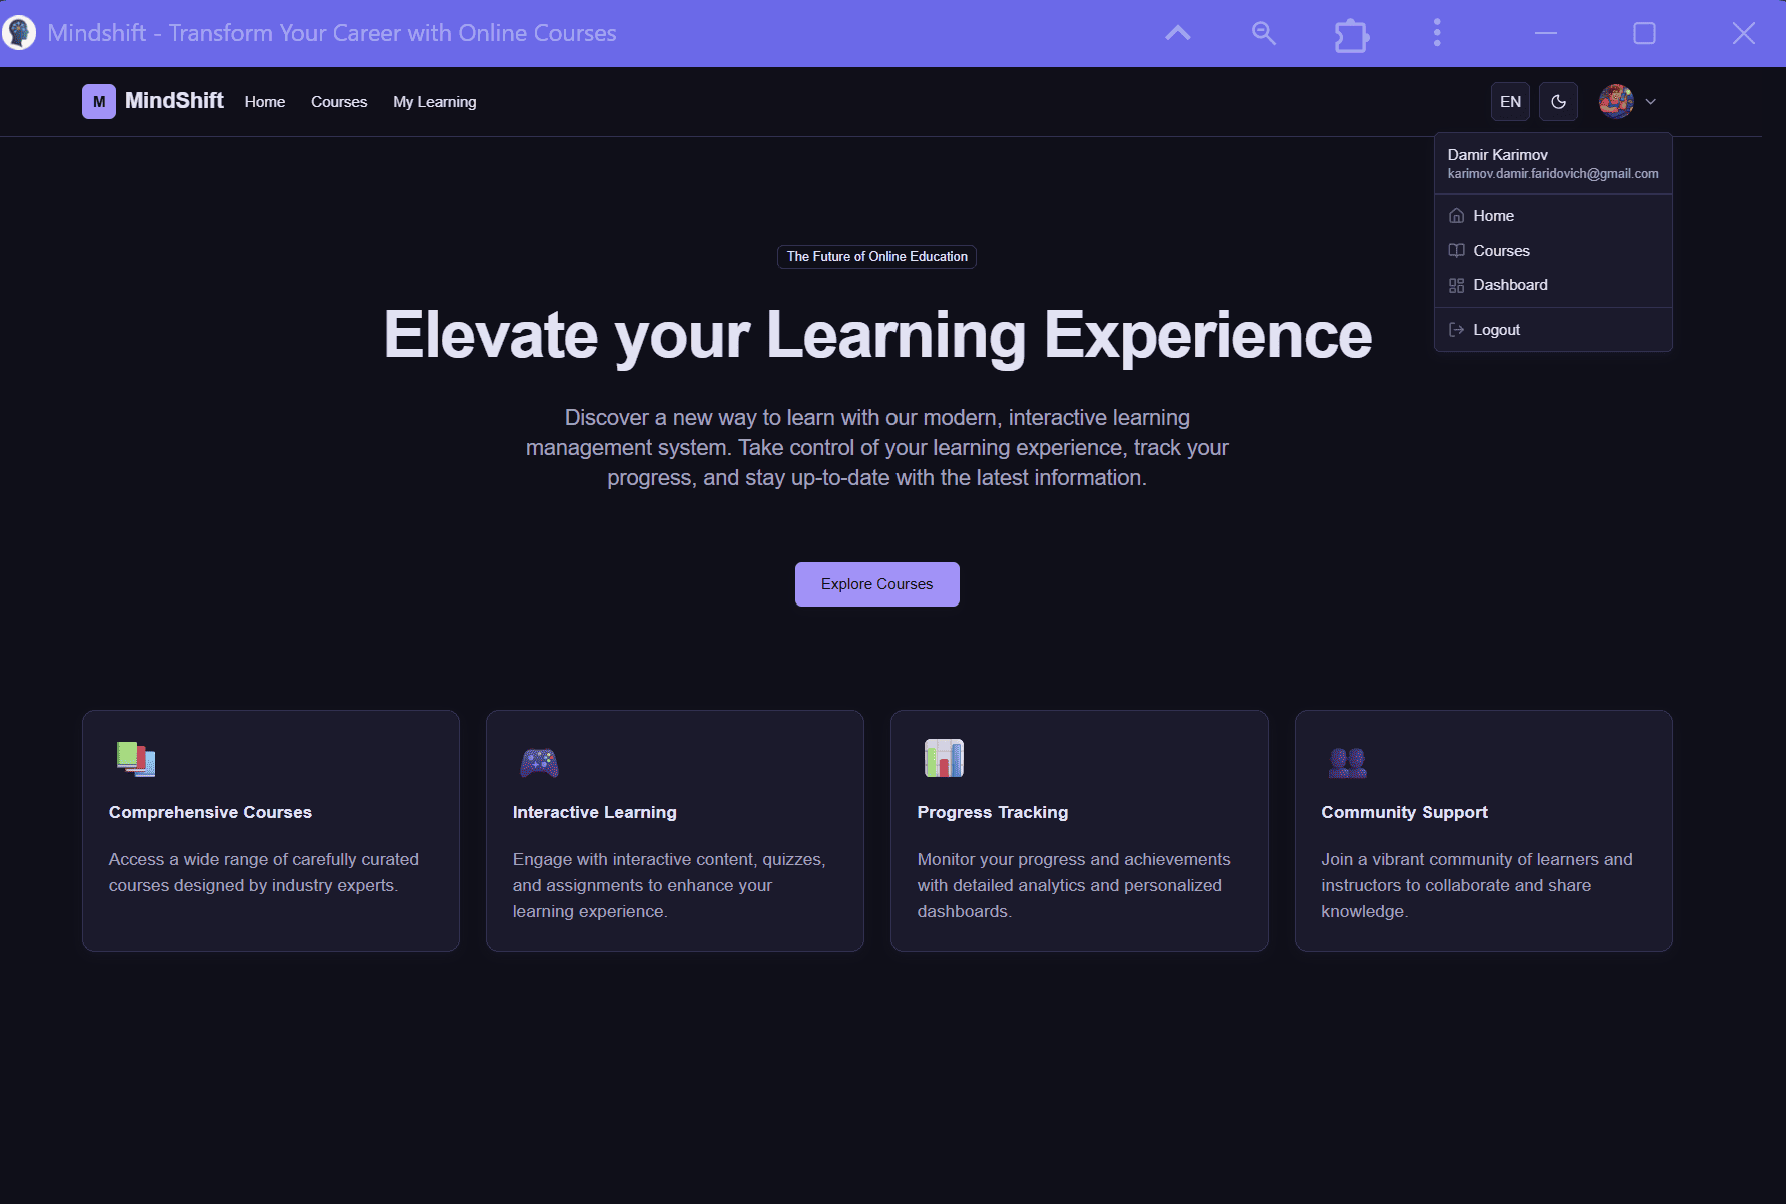 Mindshift - Transform Your Career with Online Courses
M MindShift Home Courses My Learning EN
Damir Karimov
karimov.damir.faridovich@gmail.com
Home
Courses
Dashboard
Logout
The Future of Online Education
Elevate your Learning Experience
Discover a new way to learn with our modern, interactive learning
management system. Take control of your learning experience, track your
progress, and stay up-to-date with the latest information.
Explore Courses
Comprehensive Courses
Access a wide range of carefully curated
courses designed by industry experts.
Interactive Learning
Engage with interactive content, quizzes,
and assignments to enhance your
learning experience.
Progress Tracking
Monitor your progress and achievements
with detailed analytics and personalized
dashboards.
Community Support
Join a vibrant community of learners and
instructors to collaborate and share
knowledge.